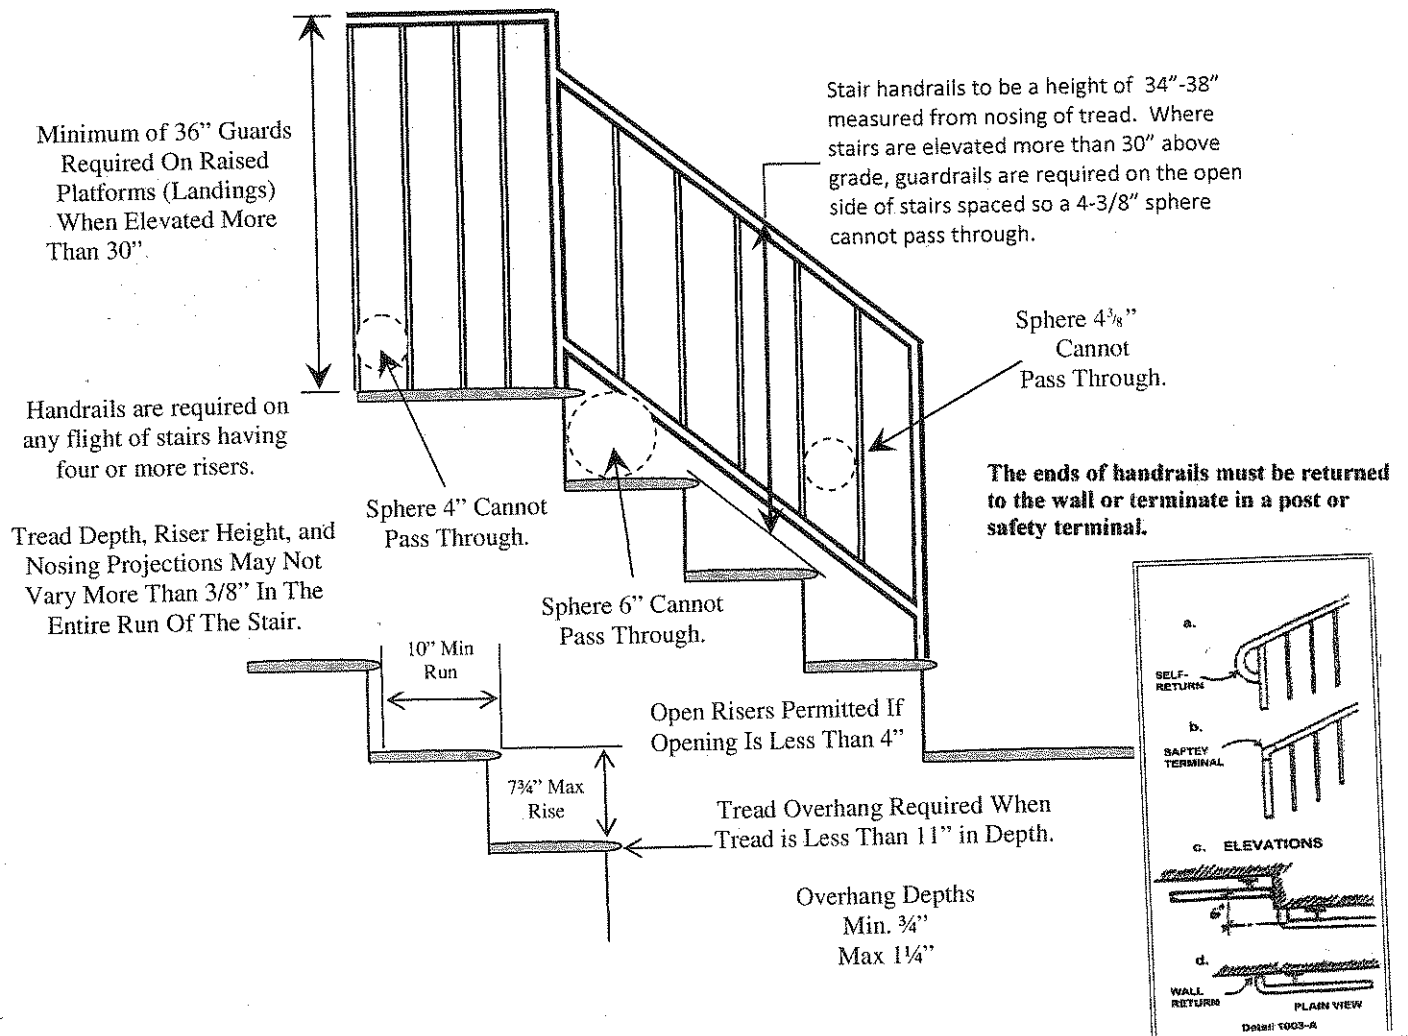 Minimum of 36” Guards
Required On Raised
Platforms (Landings)
When Elevated More
Than 30”
Stair handrails to be a height of 34”-38”
measured from nosing of tread. Where
stairs are elevated more than 30” above
grade, guardrails are required on the open
side of stairs spaced so a 4-3/8” sphere
cannot pass through.
Sphere 4⅜”
Cannot
Pass Through.
Handrails are required on
any flight of stairs having
four or more risers.
Sphere 4” Cannot
Pass Through.
The ends of handrails must be returned
to the wall or terminate in a post or
safety terminal.
Tread Depth, Riser Height, and
Nosing Projections May Not
Vary More Than 3/8” In The
Entire Run Of The Stair.
Sphere 6” Cannot
Pass Through.
10” Min
Run
Open Risers Permitted If
Opening Is Less Than 4”
7¾” Max
Rise
Tread Overhang Required When
Tread is Less Than 11” in Depth.
Overhang Depths
Min. ¾”
Max 1¼”
a.
SELF-
RETURN
b.
SAFTEY
TERMINAL
c. ELEVATIONS
6"
d.
WALL
RETURN
PLAIN VIEW
Detail 1003-A